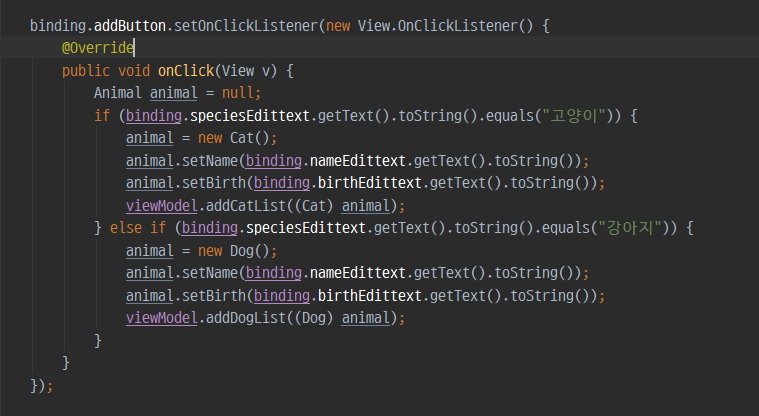 binding.addButton.setOnClickListener(new View.OnClickListener() {
@Override
public void onClick(View v) {
Animal animal = null;
if (binding.speciesEdittext.getText().toString().equals("고양이")) {
animal = new Cat();
animal.setName(binding.nameEdittext.getText().toString());
animal.setBirth(binding.birthEdittext.getText().toString());
viewModel.addCatList((Cat) animal);
} else if (binding.speciesEdittext.getText().toString().equals("강아지")) {
animal = new Dog();
animal.setName(binding.nameEdittext.getText().toString());
animal.setBirth(binding.birthEdittext.getText().toString());
viewModel.addDogList((Dog) animal);
}
}
});